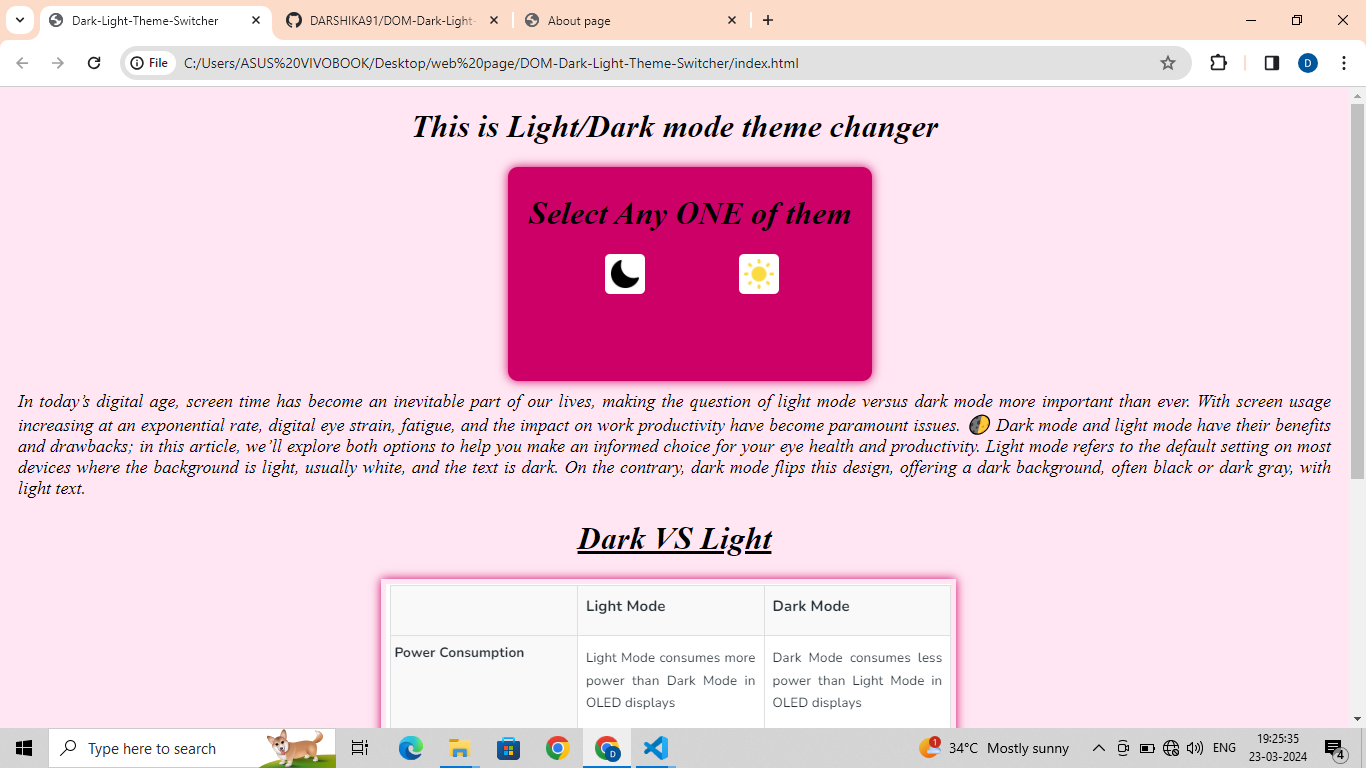 Dark-Light-Theme-Switcher
DARSHIKA91/DOM-Dark-Light-
About page
File
C:/Users/ASUS%20VIVOBOOK/Desktop/web%20page/DOM-Dark-Light-Theme-Switcher/index.html
D
This is Light/Dark mode theme changer
Select Any ONE of them
In today’s digital age, screen time has become an inevitable part of our lives, making the question of light mode versus dark mode more important than ever. With screen usage
increasing at an exponential rate, digital eye strain, fatigue, and the impact on work productivity have become paramount issues. 🌓 Dark mode and light mode have their benefits
and drawbacks; in this article, we’ll explore both options to help you make an informed choice for your eye health and productivity. Light mode refers to the default setting on most
devices where the background is light, usually white, and the text is dark. On the contrary, dark mode flips this design, offering a dark background, often black or dark gray, with
light text.
Dark VS Light
Light Mode
Dark Mode
Power Consumption
Light Mode consumes more
power than Dark Mode in
OLED displays
Dark Mode consumes less
power than Light Mode in
OLED displays
Type here to search
D
1
34°C Mostly sunny
ENG
19:25:35
23-03-2024
4